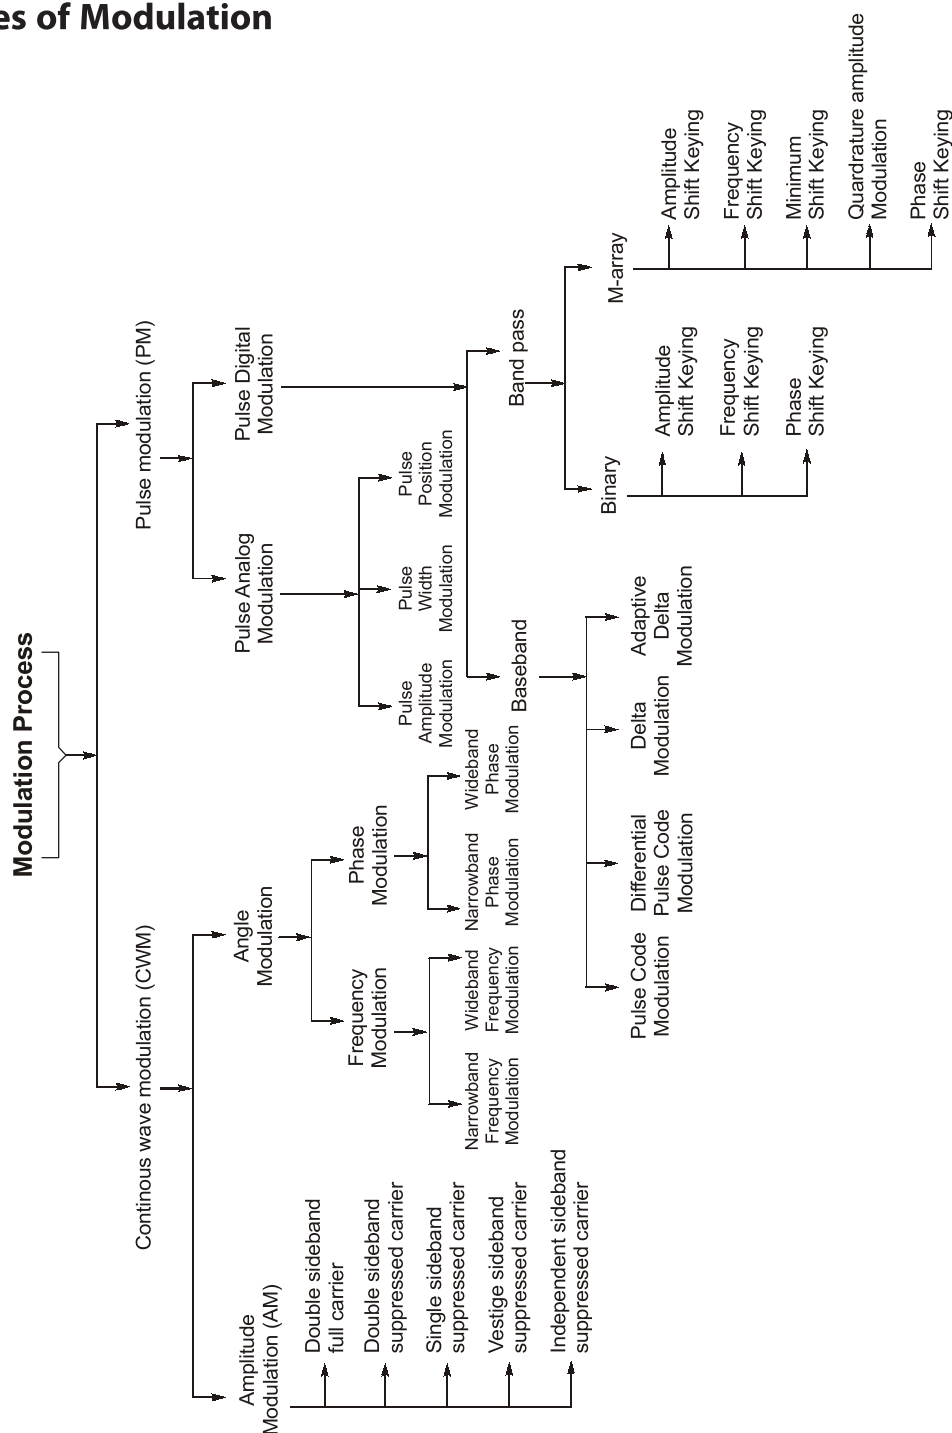 es of Modulation
Modulation Process
Continous wave modulation (CWM)
Pulse modulation (PM)
Amplitude
Modulation (AM)
Angle
Modulation
Pulse Analog
Modulation
Pulse Digital
Modulation
Double sideband
full carrier
Double sideband
suppressed carrier
Single sideband
suppressed carrier
Vestige sideband
suppressed carrier
Independent sideband
suppressed carrier
Frequency
Modulation
Phase
Modulation
Narrowband
Frequency
Modulation
Wideband
Frequency
Modulation
Narrowband
Phase
Modulation
Wideband
Phase
Modulation
Pulse
Amplitude
Modulation
Pulse
Width
Modulation
Pulse
Position
Modulation
Baseband
Band pass
Pulse Code
Modulation
Differential
Pulse Code
Modulation
Delta
Modulation
Adaptive
Delta
Modulation
Binary
M-array
Amplitude
Shift Keying
Frequency
Shift Keying
Phase
Shift Keying
Amplitude
Shift Keying
Frequency
Shift Keying
Minimum
Shift Keying
Quardrature amplitude
Modulation
Phase
Shift Keying